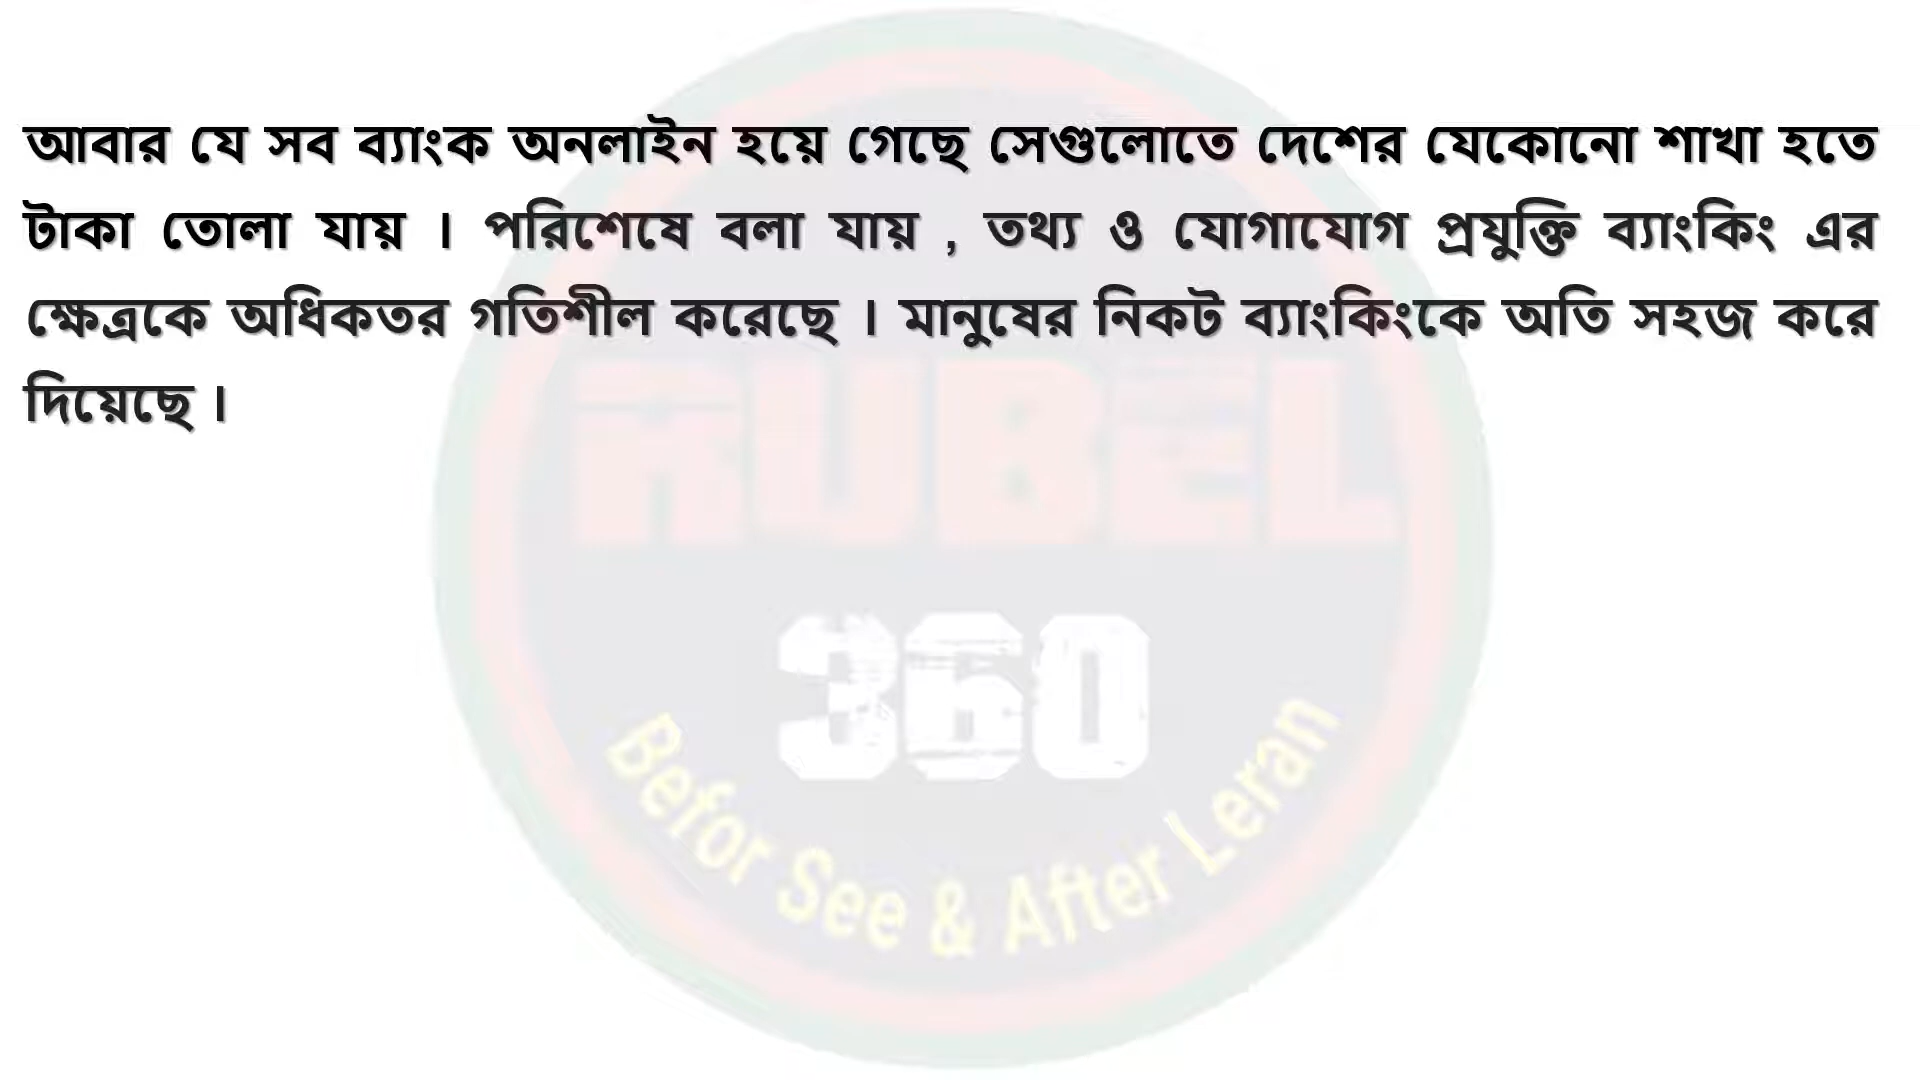 আবার যে সব ব্যাংক অনলাইন হয়ে গেছে সেগুলোতে দেশের যেকোনো শাখা হতে
টাকা তোলা যায় । পরিশেষে বলা যায় , তথ্য ও যোগাযোগ প্রযুক্তি ব্যাংকিং এর
ক্ষেত্রকে অধিকতর গতিশীল করেছে । মানুষের নিকট ব্যাংকিংকে অতি সহজ করে
দিয়েছে ।
RUBEL
360
Befor See & After Leran